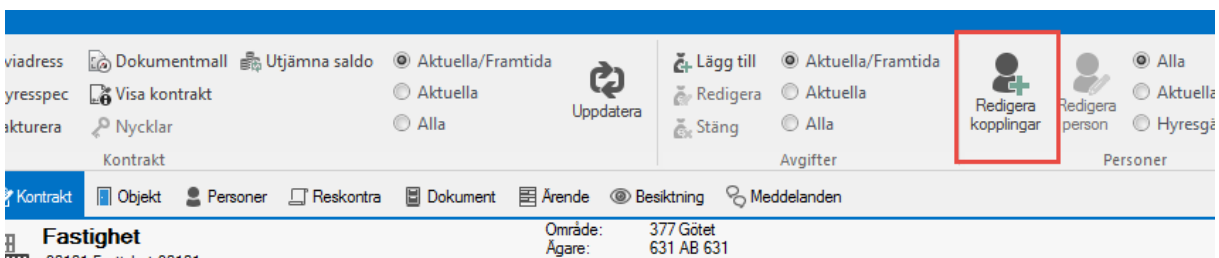 viadress Dokumentmall Utjämna saldo Aktuella/Framtida Lägg till Aktuella/Framtida Alla
yresspec Visa kontrakt Aktuella Uppdatera Redigera Aktuella Redigera kopplingar Redigera person Aktuella
akturera Nycklar Alla Stäng Alla Hyresgä
Kontrakt Avgifter Personer
Kontrakt Objekt Personer Reskontra Dokument Ärende Besiktning Meddelanden
Fastighet Område: 377 Götet
Ägare: 631 AB 631